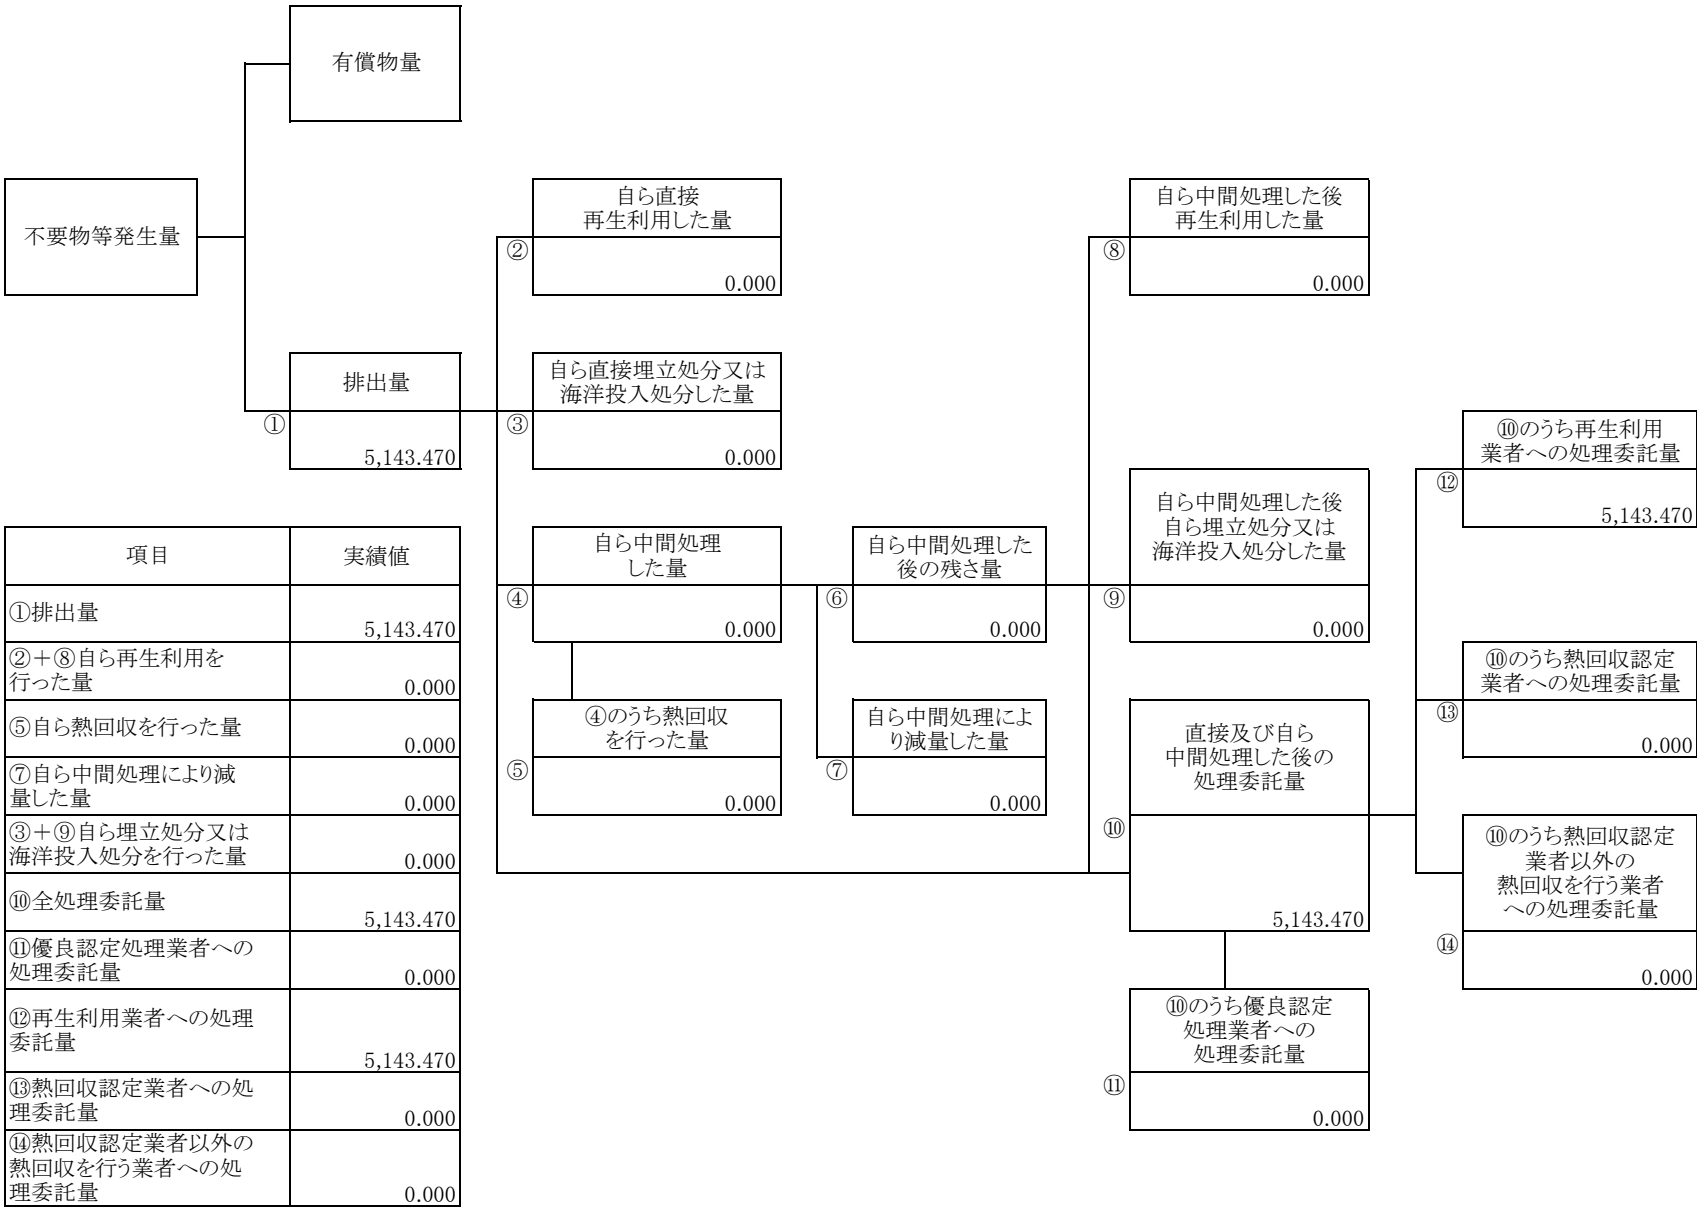 有償物量
不要物等発生量
自ら直接
再生利用した量
②
0.000
自ら中間処理した後
再生利用した量
⑧
0.000
排出量
①
5,143.470
自ら直接埋立処分又は
海洋投入処分した量
③
0.000
⑩のうち再生利用
業者への処理委託量
⑫
5,143.470
自ら中間処理
した量
④
0.000
自ら中間処理した
後の残さ量
⑥
0.000
自ら中間処理した後
自ら埋立処分又は
海洋投入処分した量
⑨
0.000
⑩のうち熱回収認定
業者への処理委託量
⑬
0.000
④のうち熱回収
を行った量
⑤
0.000
自ら中間処理によ
り減量した量
⑦
0.000
直接及び自ら
中間処理した後の
処理委託量
⑩
5,143.470
⑩のうち熱回収認定
業者以外の
熱回収を行う業者
への処理委託量
⑭
0.000
⑩のうち優良認定
処理業者への
処理委託量
⑪
0.000
項目 実績値
①排出量
5,143.470
②＋⑧自ら再生利用を
行った量 0.000
⑤自ら熱回収を行った量
0.000
⑦自ら中間処理により減
量した量 0.000
③＋⑨自ら埋立処分又は
海洋投入処分を行った量 0.000
⑩全処理委託量
5,143.470
⑪優良認定処理業者への
処理委託量 0.000
⑫再生利用業者への処理
委託量
5,143.470
⑬熱回収認定業者への処
理委託量 0.000
⑭熱回収認定業者以外の
熱回収を行う業者への処
理委託量 0.000